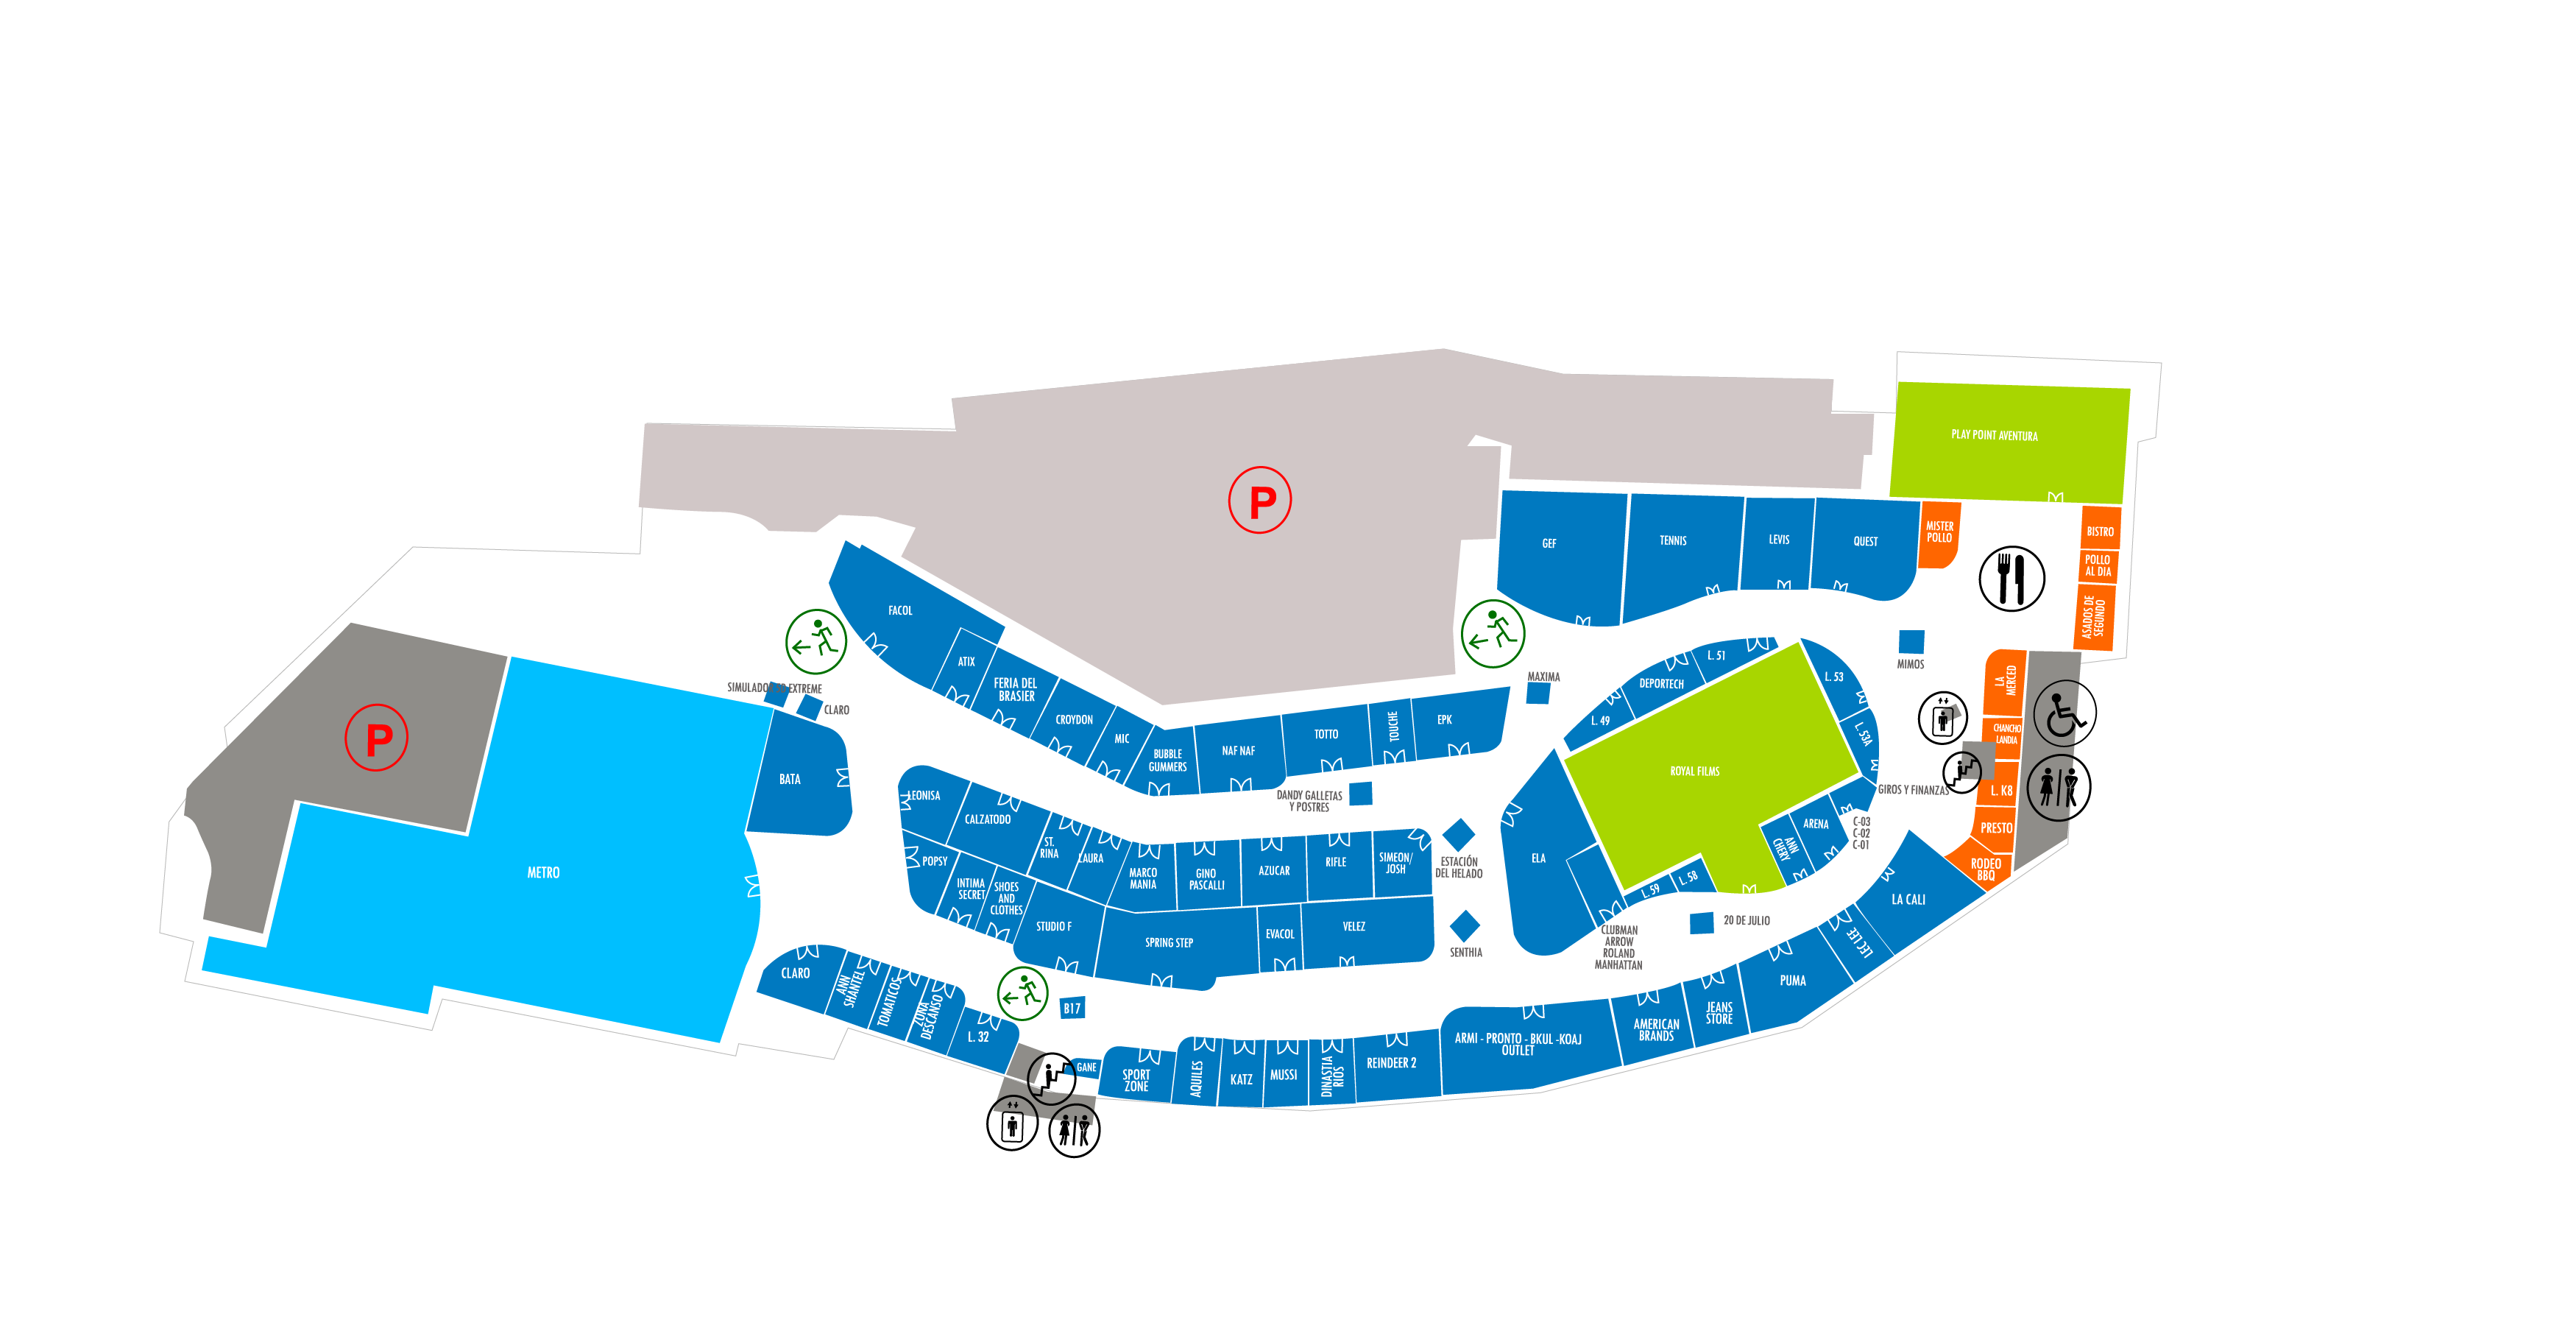 PLAY POINT AVENTURA
P
GEF
TENNIS
LEVIS
QUEST
MISTER
POLLO
BISTRO
POLLO
AL DIA
ASADOS DE
SEGUNDO
FACOL
ATIX
FERIA DEL
BRASIER
CROYDON
MIC
BUBBLE
GUMMERS
NAF NAF
TOTTO
TOUCHE
EPK
MAXIMA
L. 49
DEPORTECH
L. 51
L. 53
L. 53A
MIMOS
LA
MERCED
CHANCHO
LANDIA
L. K8
PRESTO
RODEO
BBQ
GIROS Y FINANZAS
P
SIMULADOR EXTREME
CLARO
BATA
METRO
ROYAL FILMS
DANDY GALLETAS
Y POSTRES
LEONISA
CALZATODO
ST.
RINA
LAURA
MARCO
MANIA
GINO
PASCALLI
AZUCAR
RIFLE
SIMEON/
JOSH
ESTACIÓN
DEL HELADO
ELA
ARENA
ANN
CHERY
C-03
C-02
C-01
POPSY
INTIMA
SECRET
SHOES
AND
CLOTHES
STUDIO F
SPRING STEP
EVACOL
VELEZ
SENTHIA
L. 59
L. 58
20 DE JULIO
CLUBMAN
ARROW
ROLAND
MANHATTAN
LA CALI
LEC LEE
PUMA
JEANS
STORE
AMERICAN
BRANDS
ARMI - PRONTO - BKUL -KOAJ
OUTLET
CLARO
ANN
SHANTEL
TOMATICOS
ZONA
DESCANSO
L. 32
B17
GANE
SPORT
ZONE
AQUILES
KATZ
MUSSI
DINASTIA
RIOS
REINDEER 2